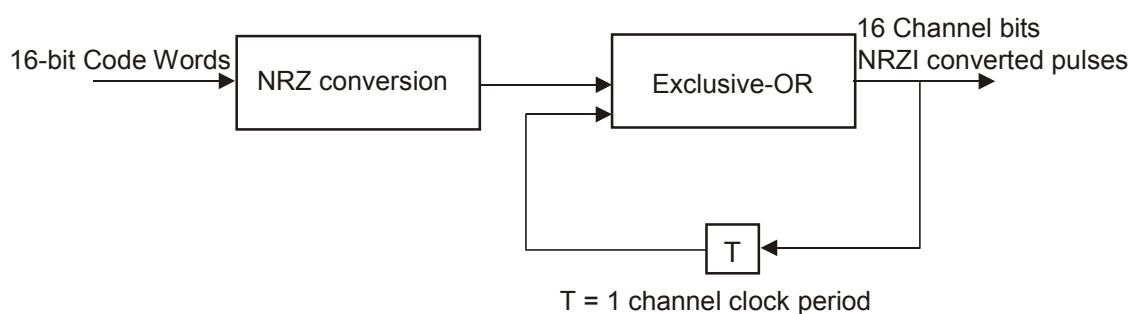 16-bit Code Words
NRZ conversion
Exclusive-OR
16 Channel bits
NRZI converted pulses
T
T = 1 channel clock period